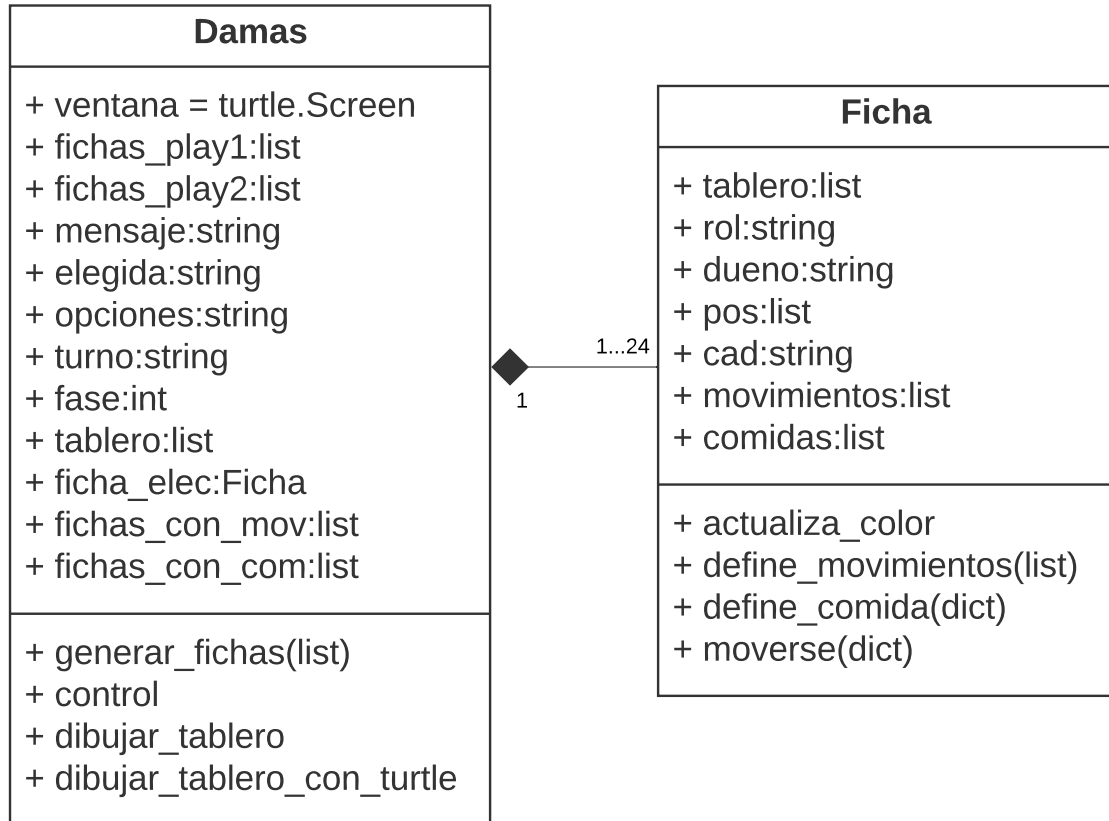 Damas
+ ventana = turtle.Screen
+ fichas_play1:list
+ fichas_play2:list
+ mensaje:string
+ elegida:string
+ opciones:string
+ turno:string
+ fase:int
+ tablero:list
+ ficha_elec:Ficha
+ fichas_con_mov:list
+ fichas_con_com:list
+ generar_fichas(list)
+ control
+ dibujar_tablero
+ dibujar_tablero_con_turtle
1...24
1
Ficha
+ tablero:list
+ rol:string
+ dueno:string
+ pos:list
+ cad:string
+ movimientos:list
+ comidas:list
+ actualiza_color
+ define_movimientos(list)
+ define_comida(dict)
+ moverse(dict)